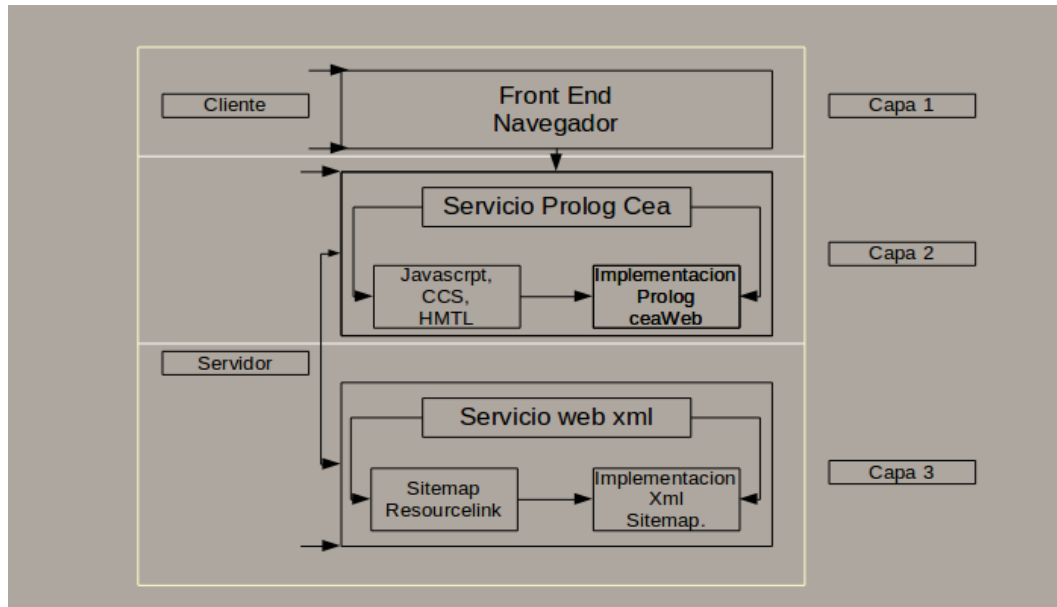 Cliente
Front End
Navegador
Capa 1
Servicio Prolog Cea
Javascrpt,
CCS,
HMTL
Implementacion
Prolog
ceaWeb
Capa 2
Servidor
Servicio web xml
Sitemap
Resourcelink
Implementacion
Xml
Sitemap.
Capa 3